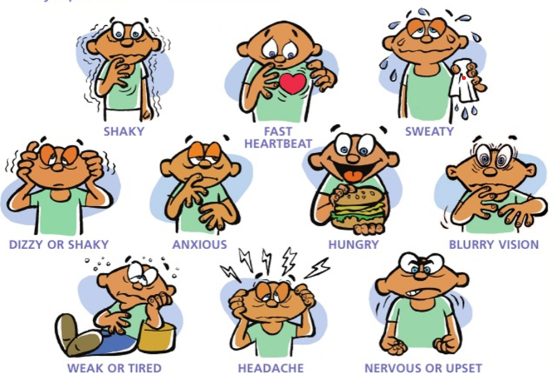 SHAKY
FAST
HEARTBEAT
SWEATY
DIZZY OR SHAKY
ANXIOUS
HUNGRY
BLURRY VISION
WEAK OR TIRED
HEADACHE
NERVOUS OR UPSET